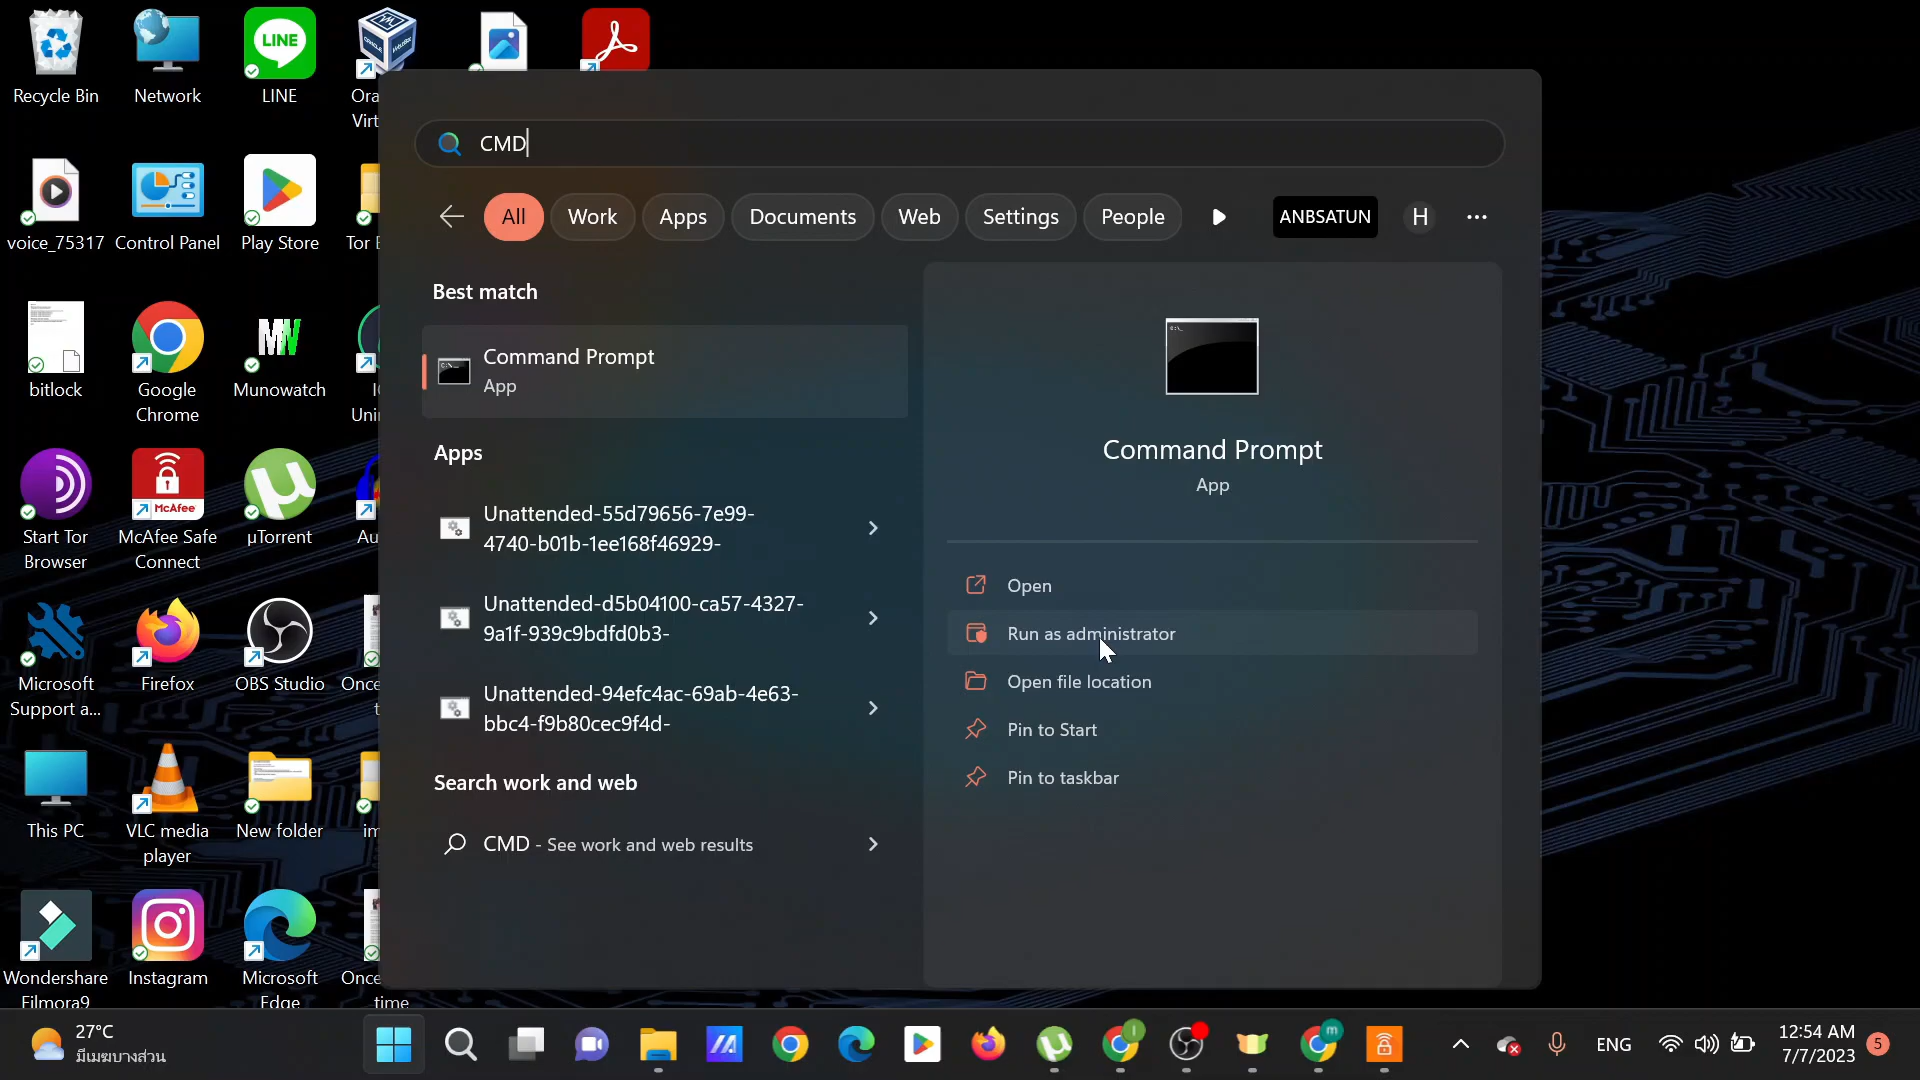 Recycle Bin
Network
LINE
LINE
Ora
Virt
CMD
All
Work
Apps
Documents
Web
Settings
People
ANBSATUN
H
voice_75317
Control Panel
Play Store
Tor
Best match
Command Prompt
App
Command Prompt
App
bitlock
Google
Chrome
Munowatch
Unin
Apps
Unattended-55d79656-7e99-
4740-b01b-1ee168f46929-
Unattended-d5b04100-ca57-4327-
9a1f-939c9bdfd0b3-
Unattended-94efc4ac-69ab-4e63-
bbc4-f9b80cec9f4d-
Open
Run as administrator
Open file location
Pin to Start
Pin to taskbar
McAfee
Start Tor
Browser
McAfee Safe
Connect
µTorrent
Au
Microsoft
Support a...
Firefox
OBS Studio
Once
t
Search work and web
CMD - See work and web results
This PC
VLC media
player
New folder
im
Wondershare
Filmora9
Instagram
Microsoft
Edge
Once
time
27°C
มีเมฆบางส่วน
ENG
12:54 AM
7/7/2023
5